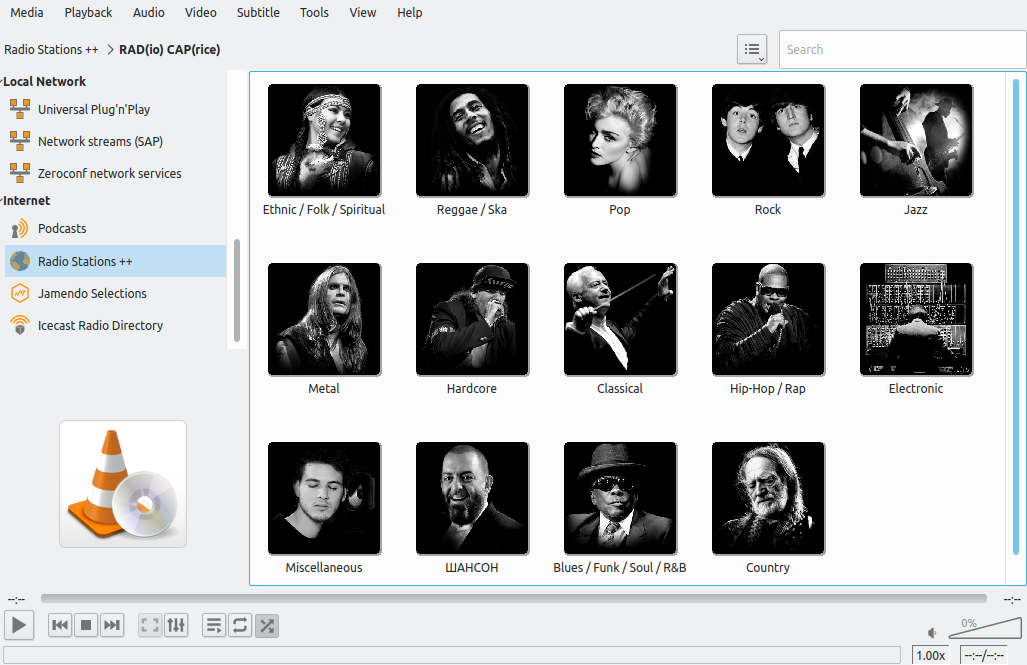 Media Playback Audio Video Subtitle Tools View Help
Radio Stations ++ > RAD(io) CAP(rice)
Search
Local Network
Universal Plug'n'Play
Network streams (SAP)
Zeroconf network services
Internet
Podcasts
Radio Stations ++
Jamendo Selections
Icecast Radio Directory
Ethnic / Folk / Spiritual Reggae / Ska Pop Rock Jazz
Metal Hardcore Classical Hip-Hop / Rap Electronic
Miscellaneous ШАНСОН Blues / Funk / Soul / R&B Country
--:-- --:--
0%
1.00x --:--/--:--